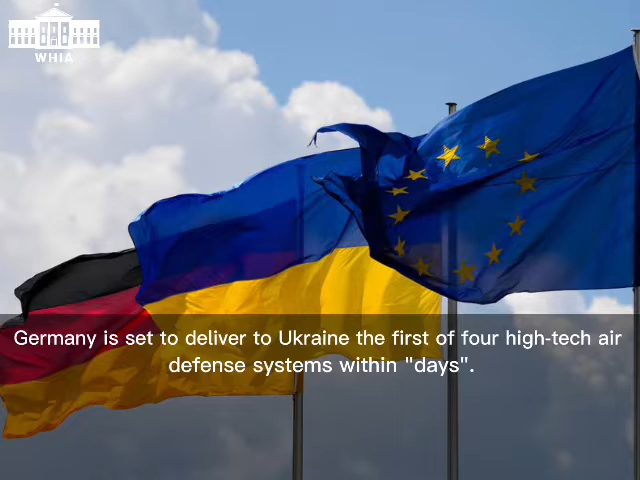 WHIA
Germany is set to deliver to Ukraine the first of four high-tech air
defense systems within "days".